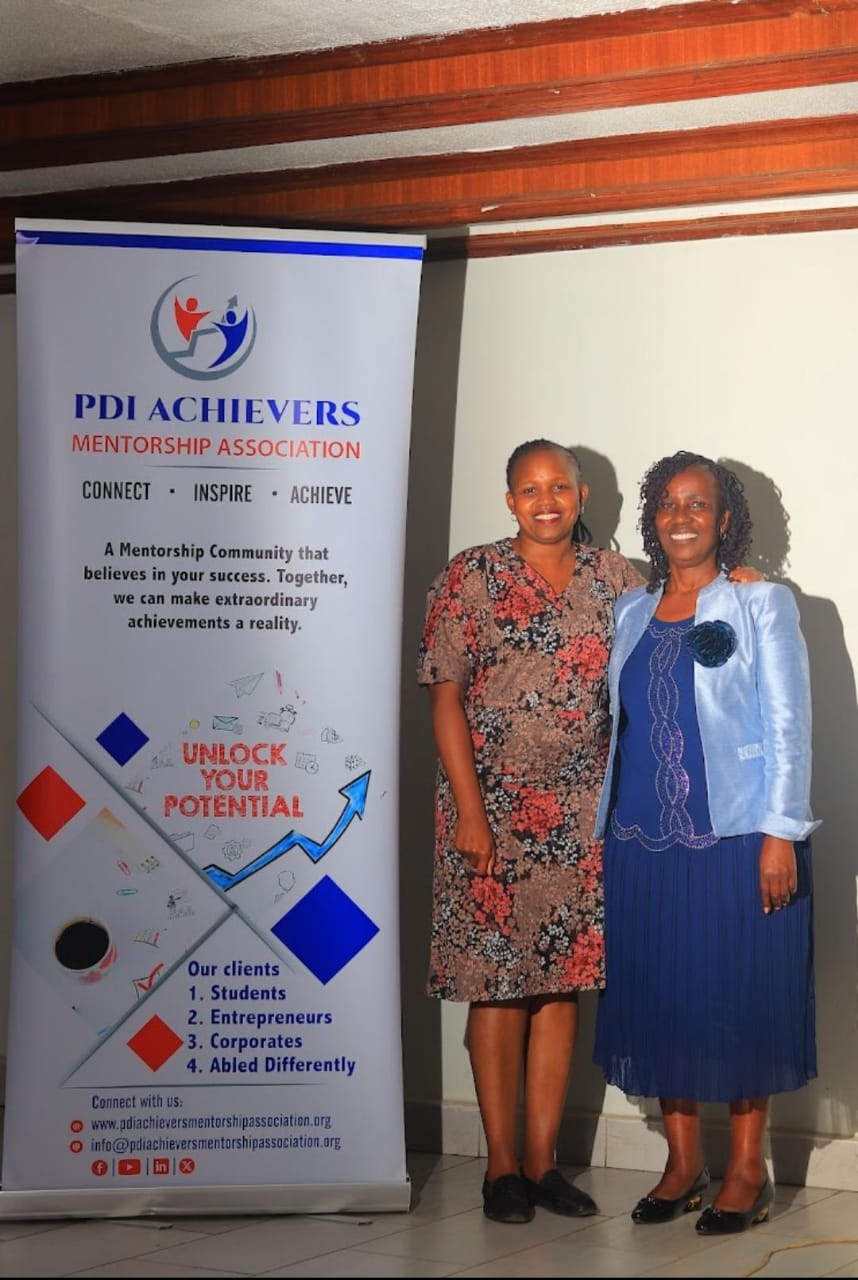 PDI ACHIEVERS
MENTORSHIP ASSOCIATION
CONNECT • INSPIRE • ACHIEVE
A Mentorship Community that
believes in your success. Together,
we can make extraordinary
achievements a reality.
UNLOCK
YOUR
POTENTIAL
Our clients
1. Students
2. Entrepreneurs
3. Corporates
4. Abled Differently
Connect with us:
www.pdiachieversmentorshipassociation.org
info@pdiachieversmentorshipassociation.org